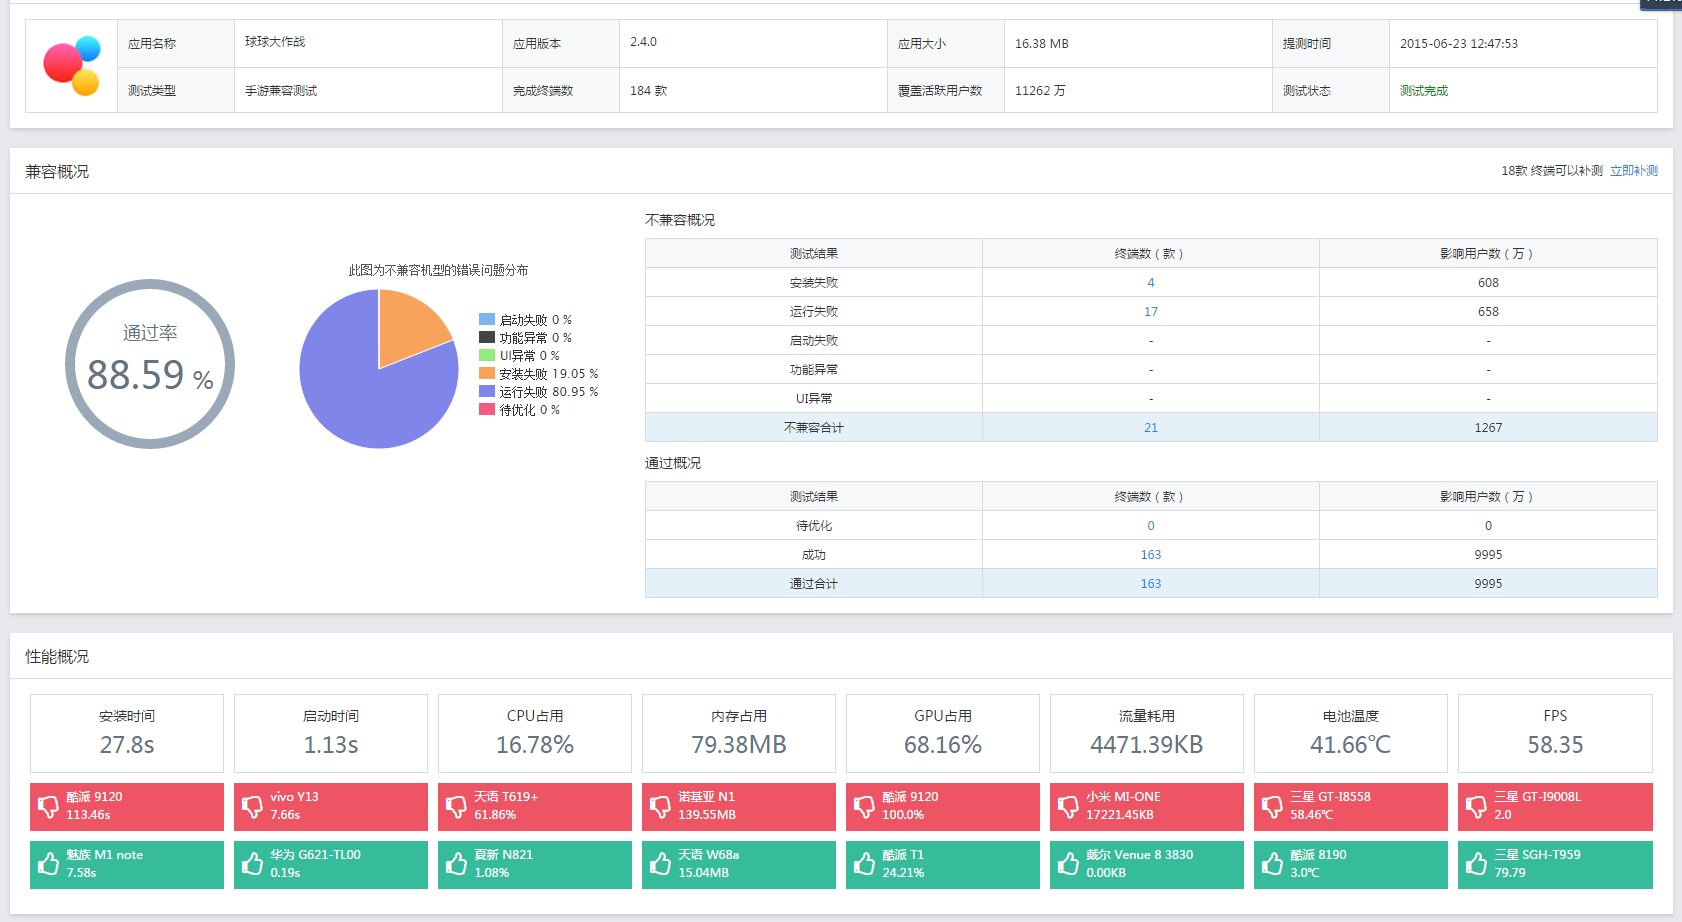 应用名称 球球大作战 应用版本 2.4.0 应用大小 16.38 MB 提测时间 2015-06-23 12:47:53
测试类型 手游兼容测试 完成终端数 184 款 覆盖活跃用户数 11262 万 测试状态 测试完成
兼容概况 18款 终端可以补测 立即补测
通过率
88.59 %
此图为不兼容机型的错误问题分布
启动失败 0 %
功能异常 0 %
UI异常 0 %
安装失败 19.05 %
运行失败 80.95 %
待优化 0 %
不兼容概况
测试结果 终端数（款） 影响用户数（万）
安装失败 4 608
运行失败 17 658
启动失败 - -
功能异常 - -
UI异常 - -
不兼容合计 21 1267
通过概况
测试结果 终端数（款） 影响用户数（万）
待优化 0 0
成功 163 9995
通过合计 163 9995
性能概况
安装时间 启动时间 CPU占用 内存占用 GPU占用 流量耗用 电池温度 FPS
27.8s 1.13s 16.78% 79.38MB 68.16% 4471.39KB 41.66℃ 58.35
酷派 9120 vivo Y13 天语 T619+ 诺基亚 N1 酷派 9120 小米 MI-ONE 三星 GT-I8558 三星 GT-I9008L
113.46s 7.66s 61.86% 139.55MB 100.0% 17221.45KB 58.46℃ 2.0
魅族 M1 note 华为 G621-TL00 夏新 N821 天语 W68a 酷派 T1 戴尔 Venue 8 3830 酷派 8190 三星 SGH-T959
7.58s 0.19s 1.08% 15.04MB 24.21% 0.00KB 3.0℃ 79.79